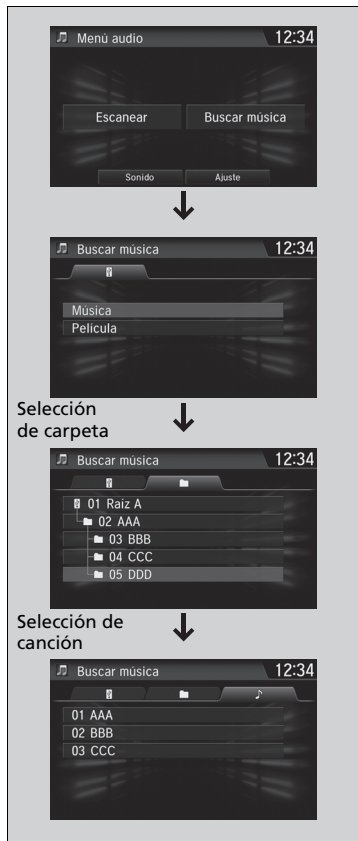 Menú audio 12:34
Escanear Buscar música
Sonido Ajuste
Buscar música 12:34
Música
Película
Selección
de carpeta
Buscar música 12:34
01 Raíz A
02 AAA
03 BBB
04 CCC
05 DDD
Selección de
canción
Buscar música 12:34
01 AAA
02 BBB
03 CCC